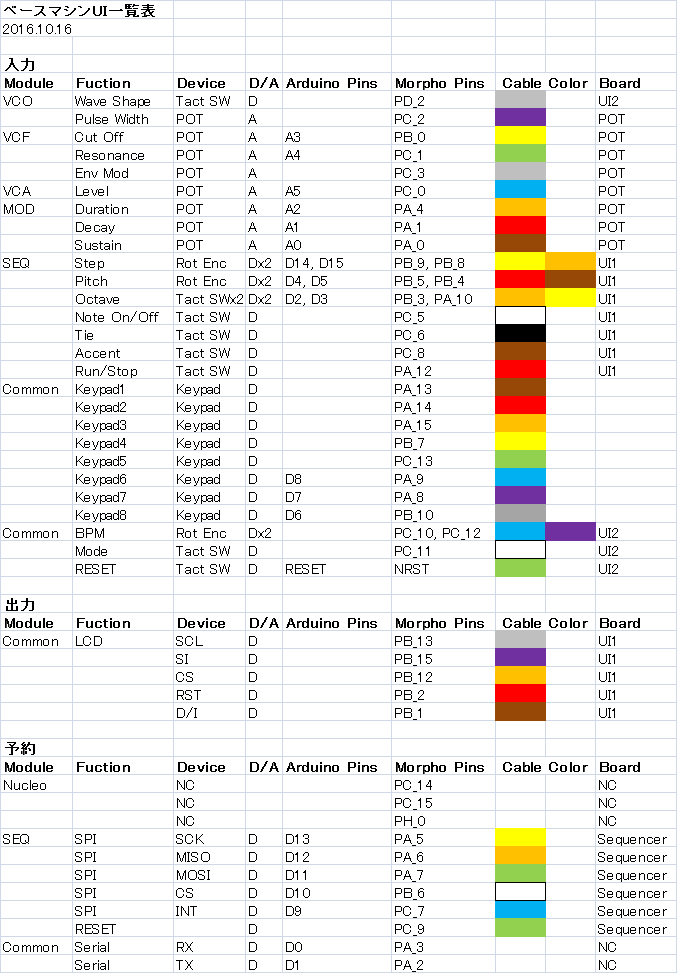 ベースマシンUI一覧表
2016.10.16
入力
Module Fuction Device D/A Arduino Pins Morpho Pins Cable Color Board
VCO Wave Shape Tact SW D PD_2 UI2
Pulse Width POT A PC_2 POT
VCF Cut Off POT A A3 PB_0 POT
Resonance POT A A4 PC_1 POT
Env Mod POT A PC_3 POT
VCA Level POT A A5 PC_0 POT
MOD Duration POT A A2 PA_4 POT
Decay POT A A1 PA_1 POT
Sustain POT A A0 PA_0 POT
SEQ Step Rot Enc Dx2 D14, D15 PB_9, PB_8 UI1
Pitch Rot Enc Dx2 D4, D5 PB_5, PB_4 UI1
Octave Tact SWx2 Dx2 D2, D3 PB_3, PA_10 UI1
Note On/Off Tact SW D PC_5 UI1
Tie Tact SW D PC_6 UI1
Accent Tact SW D PC_8 UI1
Run/Stop Tact SW D PA_12 UI1
Common Keypad1 Keypad D PA_13
Keypad2 Keypad D PA_14
Keypad3 Keypad D PA_15
Keypad4 Keypad D PB_7
Keypad5 Keypad D PC_13
Keypad6 Keypad D D8 PA_9
Keypad7 Keypad D D7 PA_8
Keypad8 Keypad D D6 PB_10
Common BPM Rot Enc Dx2 PC_10, PC_12 UI2
Mode Tact SW D PC_11 UI2
RESET Tact SW D RESET NRST UI2
出力
Module Fuction Device D/A Arduino Pins Morpho Pins Cable Color Board
Common LCD SCL D PB_13 UI1
SI D PB_15 UI1
CS D PB_12 UI1
RST D PB_2 UI1
D/I D PB_1 UI1
予約
Module Fuction Device D/A Arduino Pins Morpho Pins Cable Color Board
Nucleo NC PC_14 NC
NC PC_15 NC
NC PH_0 NC
SEQ SPI SCK D D13 PA_5 Sequencer
SPI MISO D D12 PA_6 Sequencer
SPI MOSI D D11 PA_7 Sequencer
SPI CS D D10 PB_6 Sequencer
SPI INT D D9 PC_7 Sequencer
RESET D PC_9 Sequencer
Common Serial RX D D0 PA_3 NC
Serial TX D D1 PA_2 NC